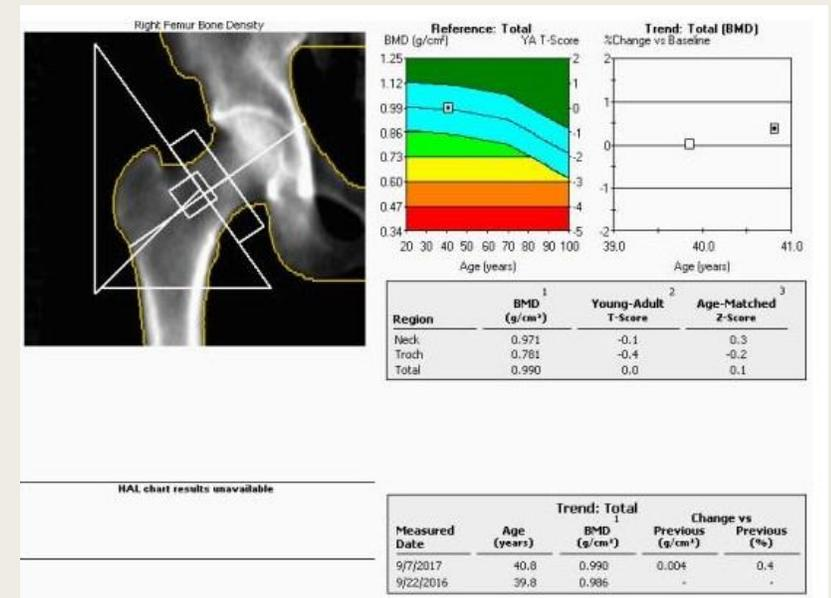 Right Femur Bone Density
Reference: Total
BMD (g/cm²) YA T-Score
1.25 2
1.12 1
0.99 0
0.86 -1
0.73 -2
0.60 -3
0.47 -4
0.34 -5
20 30 40 50 60 70 80 90 100
Age (years)
Trend: Total (BMD)
%Change vs Baseline
2
1
0
-1
-2
39.0 40.0 41.0
Age (years)
1 2 3
BMD Young-Adult Age-Matched
Region (g/cm²) T-Score Z-Score
Neck 0.971 -0.1 0.3
Troch 0.781 -0.4 -0.2
Total 0.990 0.0 0.1
HAL chart results unavailable
Trend: Total
1 Change vs
Measured Age BMD Previous Previous
Date (years) (g/cm²) (g/cm²) (%)
9/7/2017 40.8 0.990 0.004 0.4
9/22/2016 39.8 0.986 - -